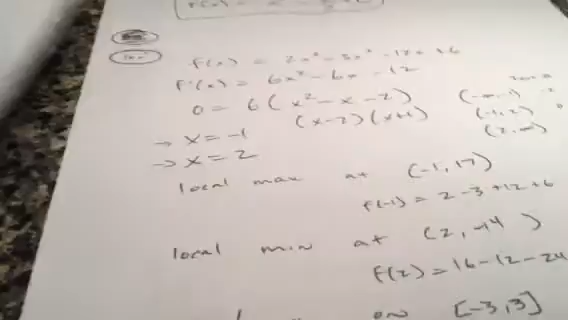 f(x) = 2x³ - 3x² - 12x + 6
f'(x) = 6x² - 6x - 12
0 = 6(x² - x - 2) (-∞, -1)
(x-2)(x+1) (-1, 2)
→ x = -1 (2, ∞)
→ x = 2
local max at (-1, 17)
f(-1) = 2 - 3 + 12 + 6
local min at (2, -14)
f(2) = 16 - 12 - 24
on [-3, 3]